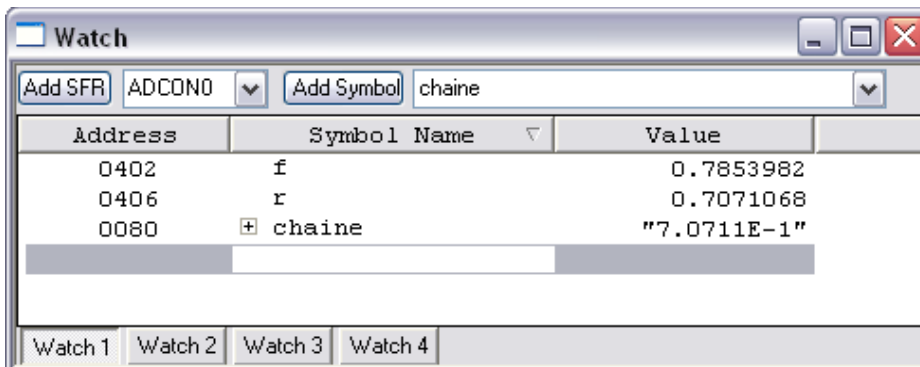 Watch
Add SFR ADCON0 Add Symbol chaine
Address Symbol Name Value
0402 f 0.7853982
0406 r 0.7071068
0080 chaine "7.0711E-1"
Watch 1 Watch 2 Watch 3 Watch 4